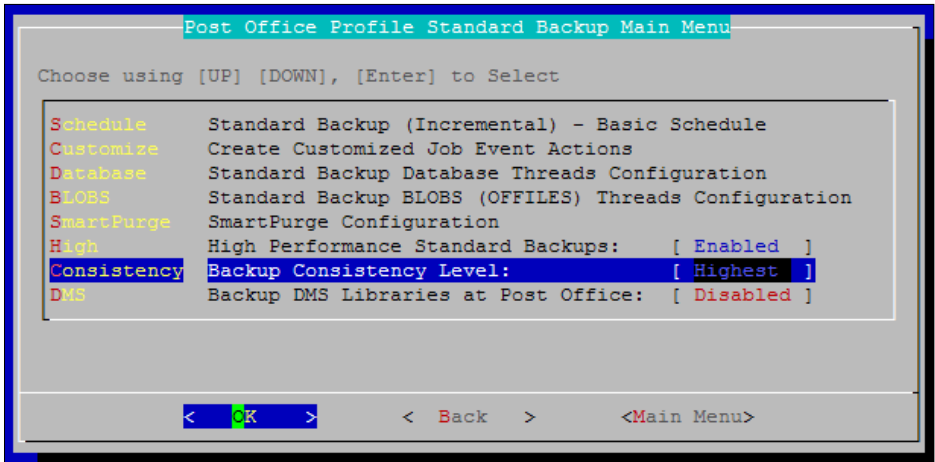 Post Office Profile Standard Backup Main Menu
Choose using [UP] [DOWN], [Enter] to Select
Schedule Standard Backup (Incremental) - Basic Schedule
Customize Create Customized Job Event Actions
Database Standard Backup Database Threads Configuration
BLOBS Standard Backup BLOBS (OFFILES) Threads Configuration
SmartPurge SmartPurge Configuration
High High Performance Standard Backups: [ Enabled ]
Consistency Backup Consistency Level: [ Highest ]
DMS Backup DMS Libraries at Post Office: [ Disabled ]
< OK > < Back > <Main Menu>